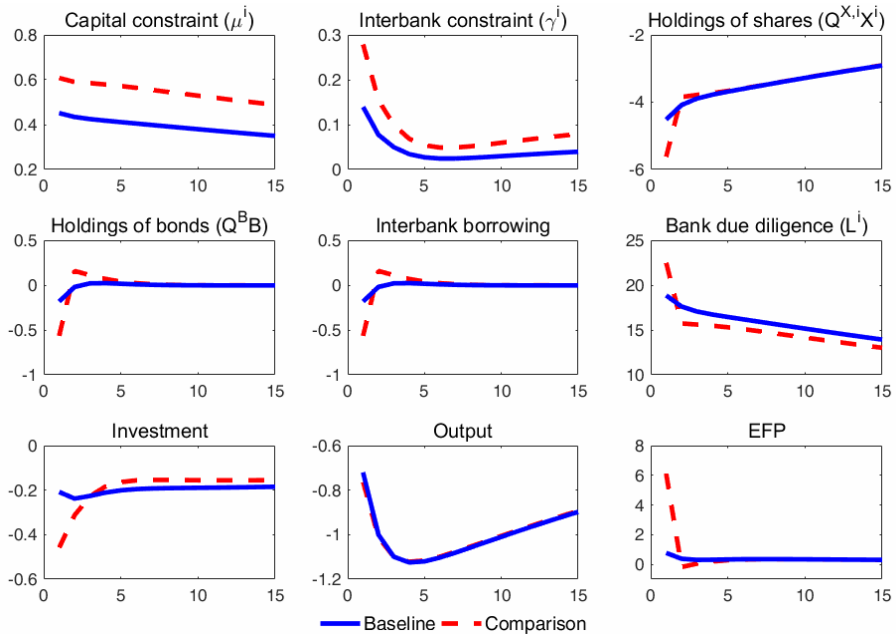 Capital constraint (μ^i)
Interbank constraint (γ^i)
Holdings of shares (Q^X,i X^i)
0.8
0.6
0.4
0.2
0 5 10 15
0.3
0.2
0.1
0
0 5 10 15
-2
-4
-6
0 5 10 15
Holdings of bonds (Q^B B)
Interbank borrowing
Bank due diligence (L^i)
0.5
0
-0.5
-1
0 5 10 15
0.5
0
-0.5
-1
0 5 10 15
25
20
15
10
0 5 10 15
Investment
Output
EFP
0
-0.2
-0.4
-0.6
0 5 10 15
-0.6
-0.8
-1
-1.2
0 5 10 15
8
6
4
2
0
0 5 10 15
Baseline Comparison